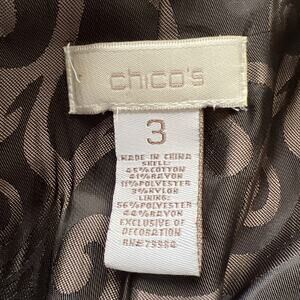 chico's
3
MADE IN CHINA
SHELL:
45%COTTON
41%RAYON
11%POLYESTER
3%NYLON
LINING:
56%POLYESTER
44%RAYON
EXCLUSIVE OF
DECORATION
RN#79984